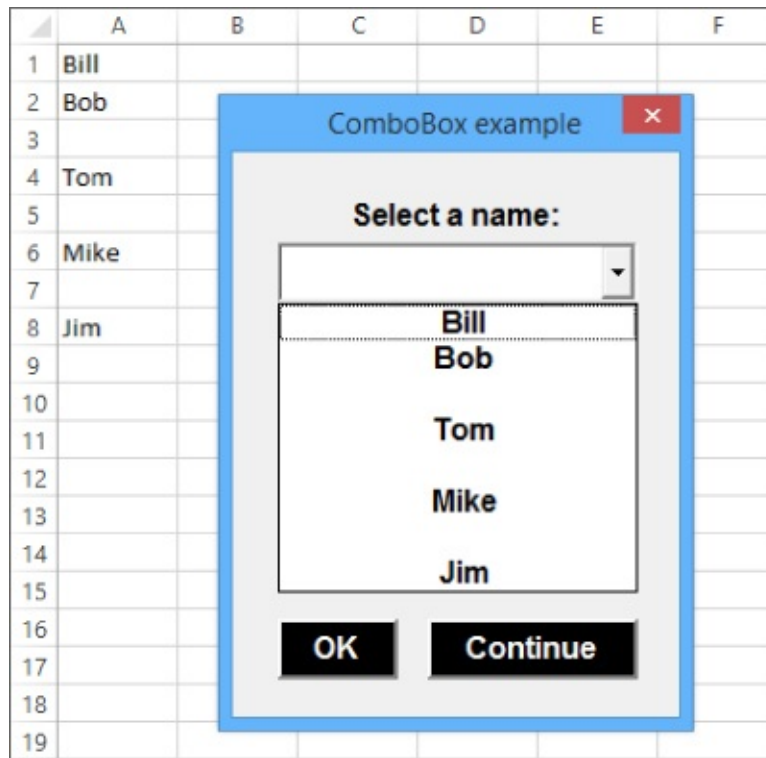 A B C D E F
1 Bill
2 Bob
3
4 Tom
5
6 Mike
7
8 Jim
9
10
11
12
13
14
15
16
17
18
19
ComboBox example
Select a name:
Bill
Bob
Tom
Mike
Jim
OK Continue